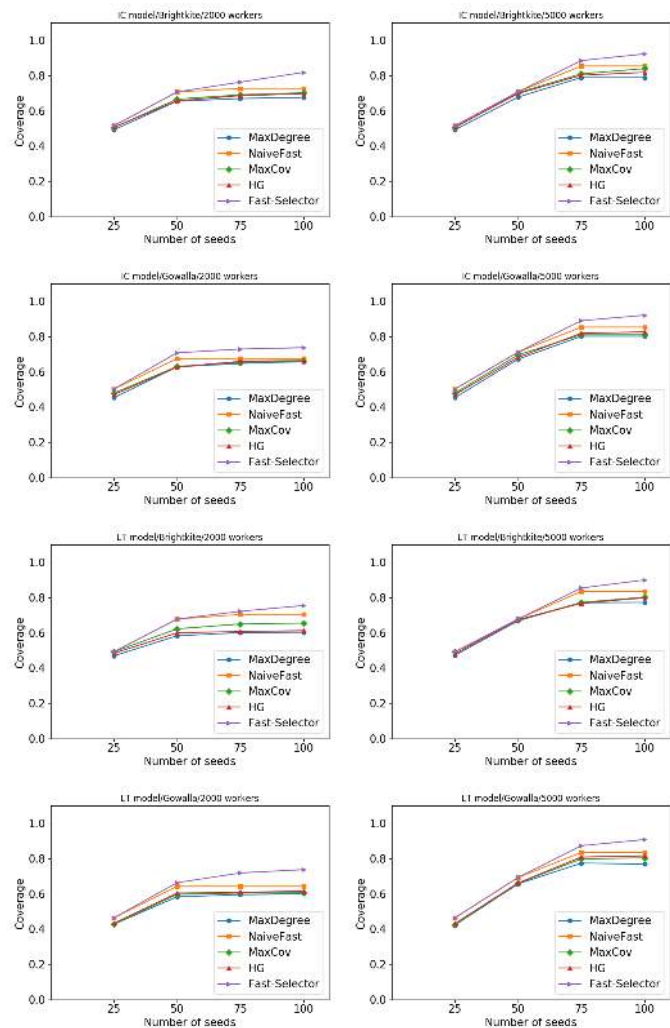 IC model/Brightkite/2000 workers
1.0
0.8
0.6
0.4
0.2
0.0
Coverage
MaxDegree
NaiveFast
MaxCov
HG
Fast-Selector
25 50 75 100
Number of seeds
IC model/Brightkite/5000 workers
1.0
0.8
0.6
0.4
0.2
0.0
Coverage
MaxDegree
NaiveFast
MaxCov
HG
Fast-Selector
25 50 75 100
Number of seeds
IC model/Gowalla/2000 workers
1.0
0.8
0.6
0.4
0.2
0.0
Coverage
MaxDegree
NaiveFast
MaxCov
HG
Fast-Selector
25 50 75 100
Number of seeds
IC model/Gowalla/5000 workers
1.0
0.8
0.6
0.4
0.2
0.0
Coverage
MaxDegree
NaiveFast
MaxCov
HG
Fast-Selector
25 50 75 100
Number of seeds
LT model/Brightkite/2000 workers
1.0
0.8
0.6
0.4
0.2
0.0
Coverage
MaxDegree
NaiveFast
MaxCov
HG
Fast-Selector
25 50 75 100
Number of seeds
LT model/Brightkite/5000 workers
1.0
0.8
0.6
0.4
0.2
0.0
Coverage
MaxDegree
NaiveFast
MaxCov
HG
Fast-Selector
25 50 75 100
Number of seeds
LT model/Gowalla/2000 workers
1.0
0.8
0.6
0.4
0.2
0.0
Coverage
MaxDegree
NaiveFast
MaxCov
HG
Fast-Selector
25 50 75 100
Number of seeds
LT model/Gowalla/5000 workers
1.0
0.8
0.6
0.4
0.2
0.0
Coverage
MaxDegree
NaiveFast
MaxCov
HG
Fast-Selector
25 50 75 100
Number of seeds